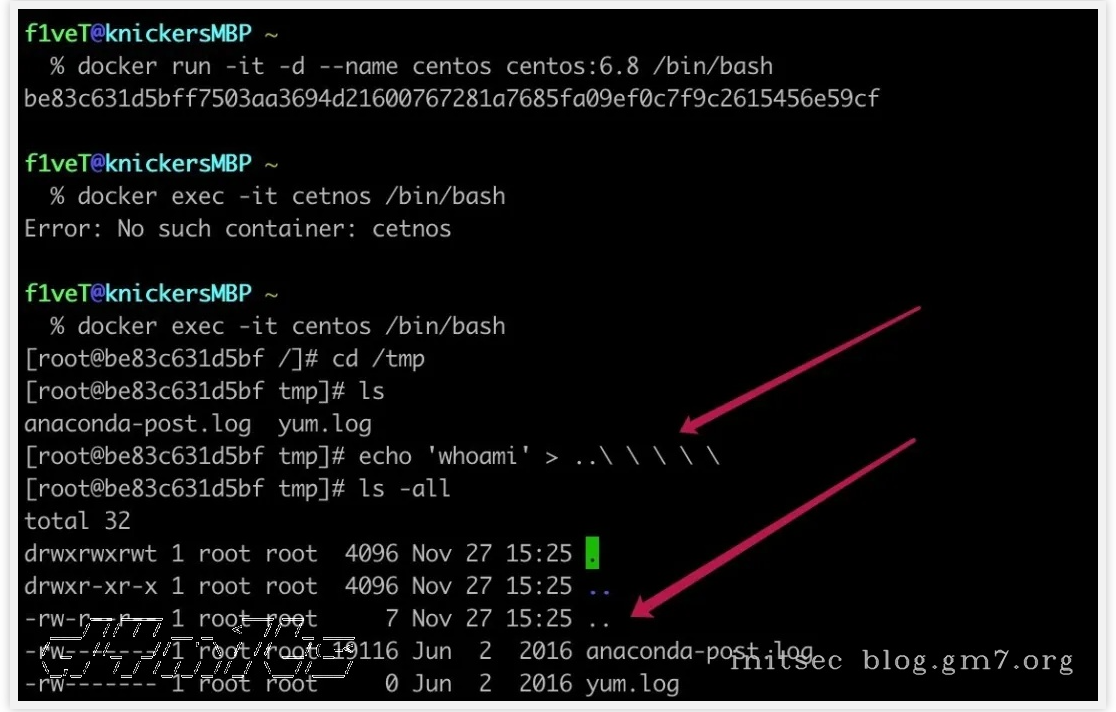 f1veT@knickersMBP ~
% docker run -it -d --name centos centos:6.8 /bin/bash
be83c631d5bff7503aa3694d21600767281a7685fa09ef0c7f9c2615456e59cf
f1veT@knickersMBP ~
% docker exec -it cetnos /bin/bash
Error: No such container: cetnos
f1veT@knickersMBP ~
% docker exec -it centos /bin/bash
[root@be83c631d5bf /]# cd /tmp
[root@be83c631d5bf tmp]# ls
anaconda-post.log  yum.log
[root@be83c631d5bf tmp]# echo 'whoami' > ..\ \ \ \ \
[root@be83c631d5bf tmp]# ls -all
total 32
drwxrwxrwt 1 root root  4096 Nov 27 15:25 .
drwxr-xr-x 1 root root  4096 Nov 27 15:25 ..
-rw-r--r-- 1 root root     7 Nov 27 15:25 ..
-rw------- 1 root root 19116 Jun  2  2016 anaconda-post.log
-rw------- 1 root root     0 Jun  2  2016 yum.log
initsec blog.gm7.org